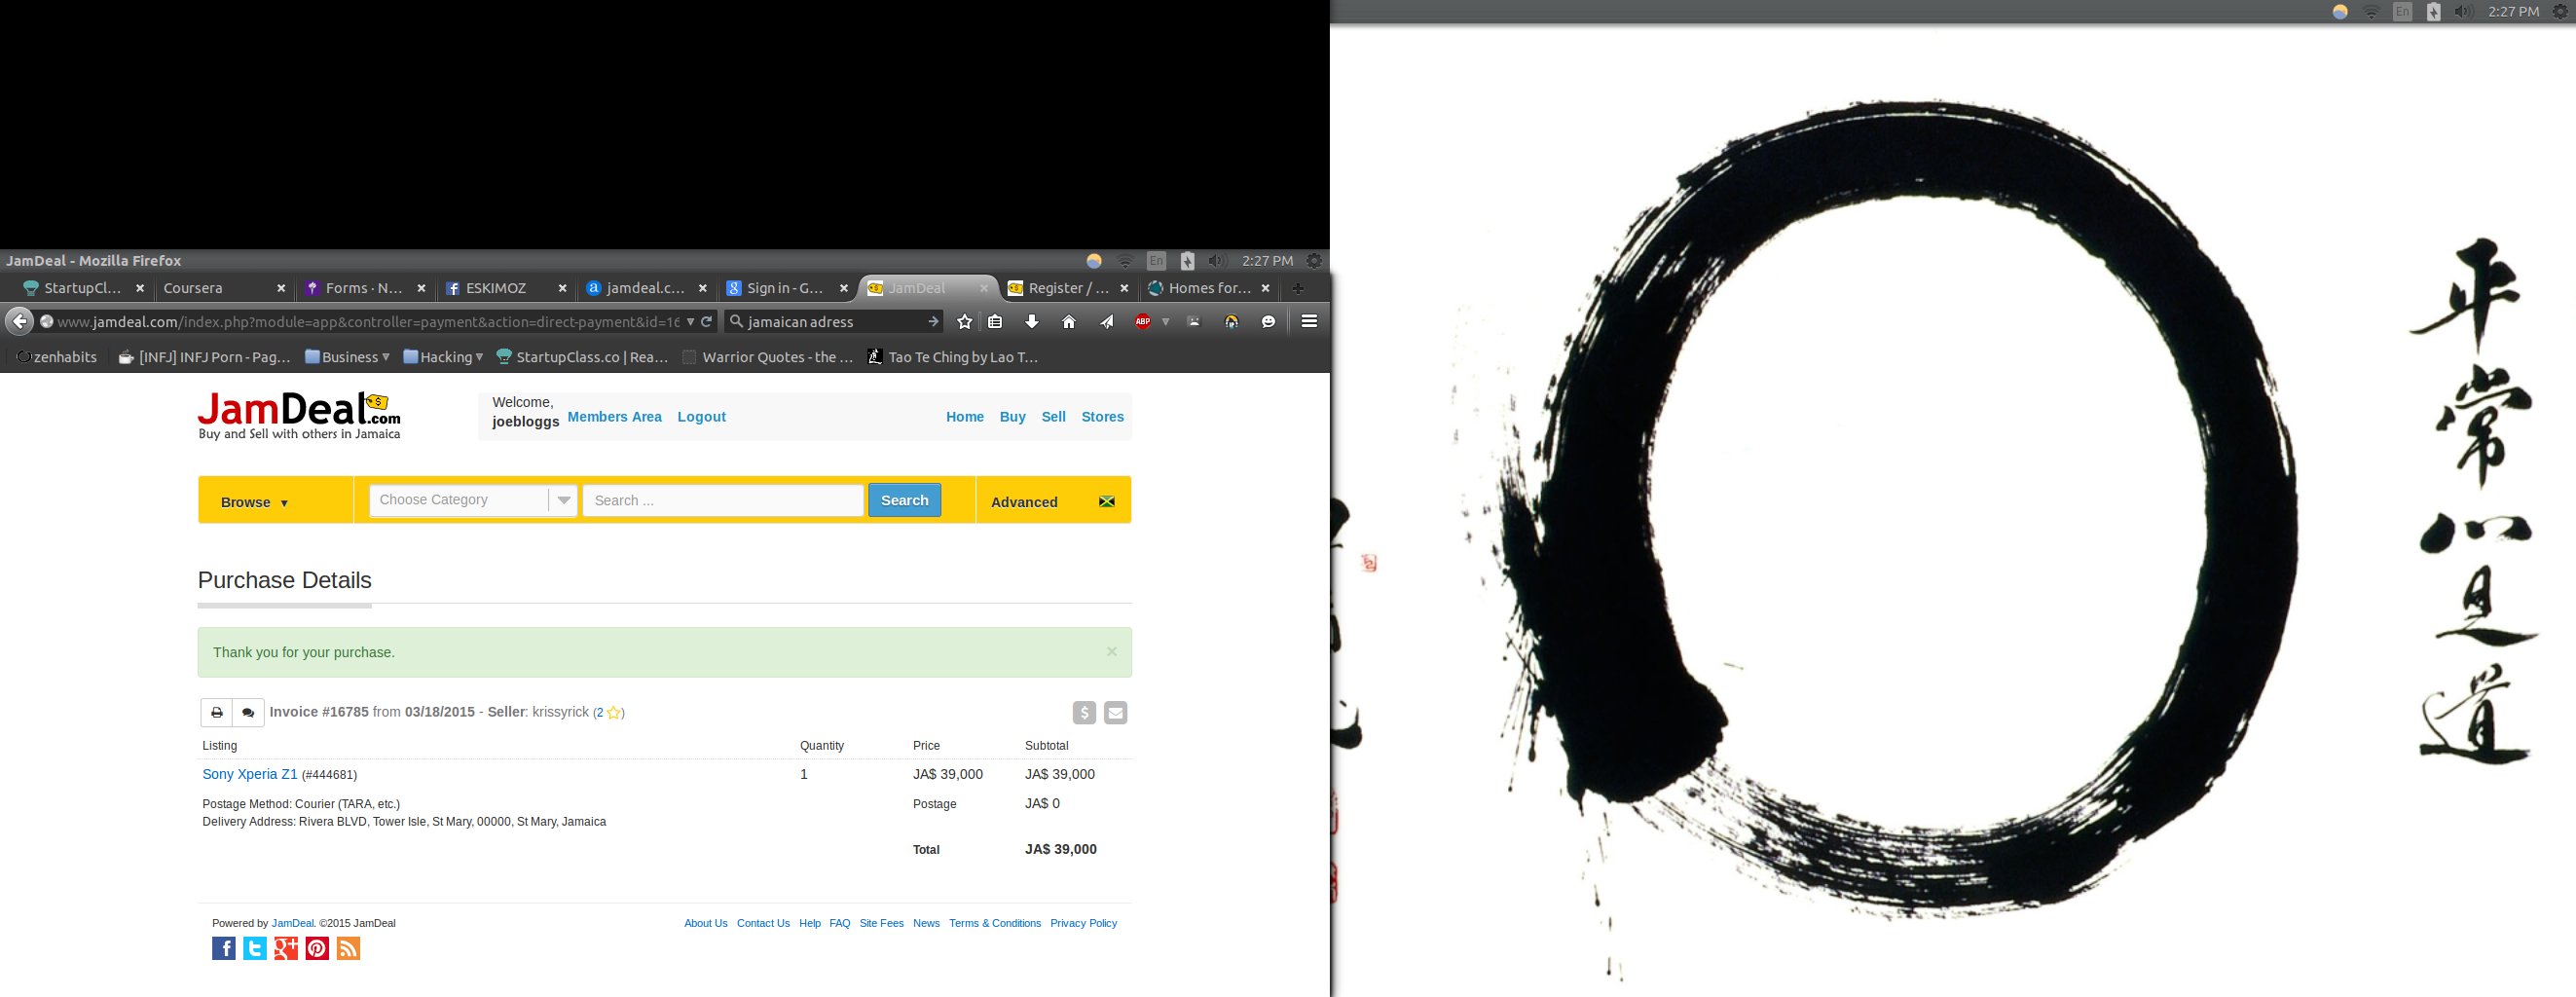 JamDeal - Mozilla Firefox
En
2:27 PM
StartupCl...
Coursera
Forms · N...
ESKIMOZ
jamdeal.c...
Sign in - G...
JamDeal
Register / ...
Homes for...
www.jamdeal.com/index.php?module=app&controller=payment&action=direct-payment&id=16
jamaican adress
ABP
zenhabits
[INFJ] INFJ Porn - Pag...
Business
Hacking
StartupClass.co | Rea...
Warrior Quotes - the ...
Tao Te Ching by Lao T...
JamDeal.com
Buy and Sell with others in Jamaica
Welcome,
joebloggs
Members Area
Logout
Home
Buy
Sell
Stores
Browse
Choose Category
Search ...
Search
Advanced
Purchase Details
Thank you for your purchase.
Invoice #16785 from 03/18/2015 - Seller: krissyrick (2)
Listing Quantity Price Subtotal
Sony Xperia Z1 (#444681) 1 JA$ 39,000 JA$ 39,000
Postage Method: Courier (TARA, etc.) Postage JA$ 0
Delivery Address: Rivera BLVD, Tower Isle, St Mary, 00000, St Mary, Jamaica
Total JA$ 39,000
Powered by JamDeal. ©2015 JamDeal
About Us Contact Us Help FAQ Site Fees News Terms & Conditions Privacy Policy
En
2:27 PM
平常心是道